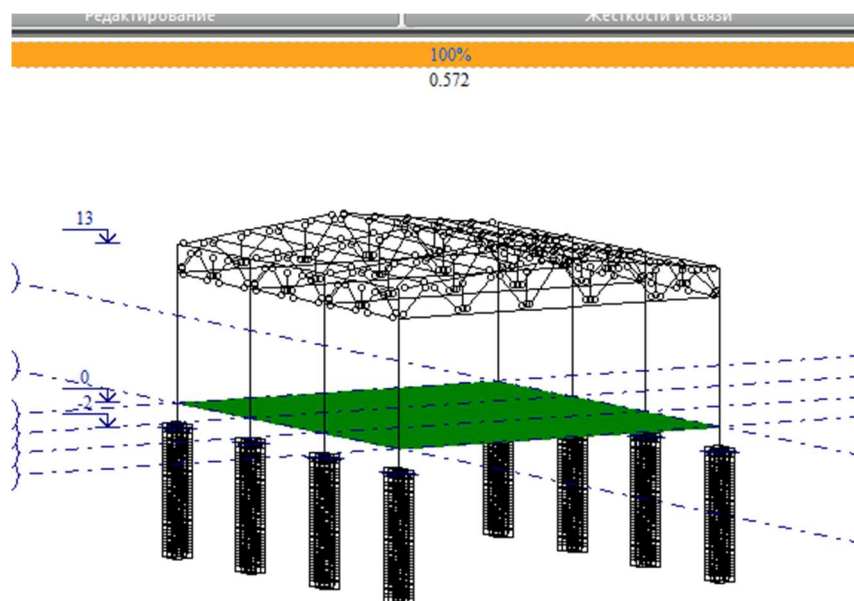 Редактирование
Жесткости и связи
100%
0.572
13
0
-2